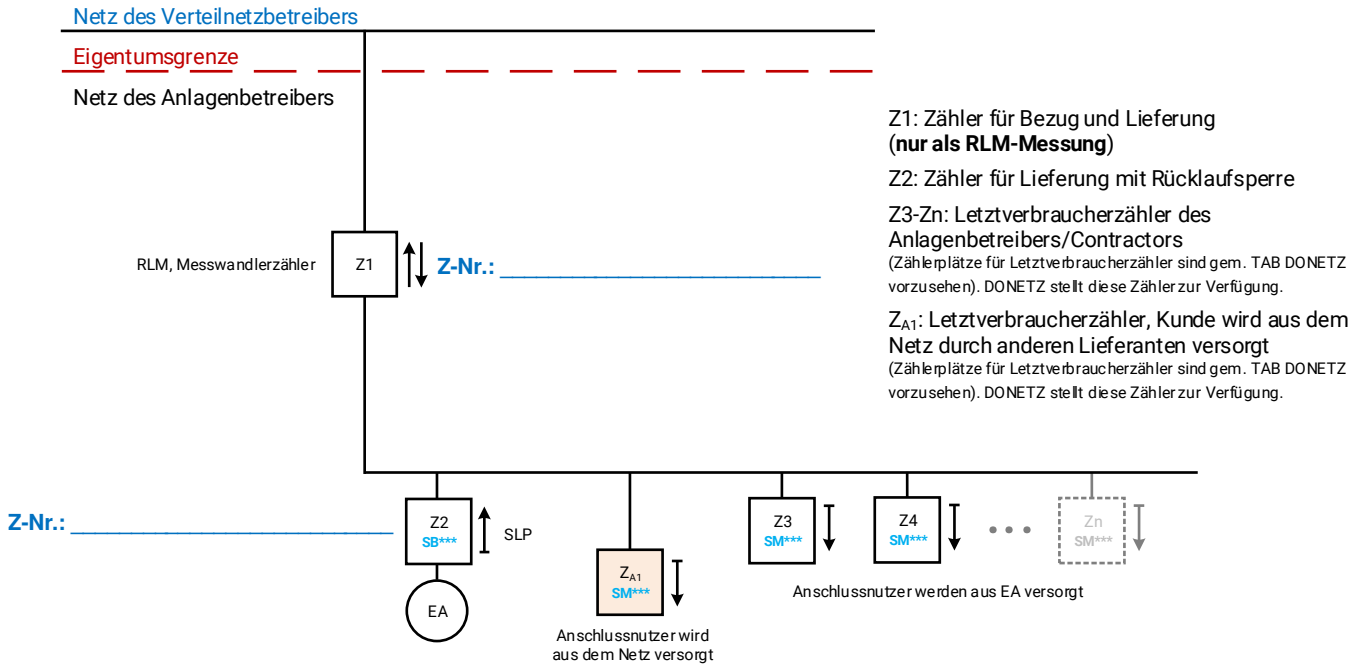 Netz des Verteilnetzbetreibers
Eigentumsgrenze
Netz des Anlagenbetreibers
Z1: Zähler für Bezug und Lieferung
(nur als RLM-Messung)
Z2: Zähler für Lieferung mit Rücklaufsperre
Z3-Zn: Letztverbraucherzähler des
Anlagenbetreibers/Contractors
(Zählerplätze für Letztverbraucherzähler sind gem. TAB DONETZ
vorzusehen). DONETZ stellt diese Zähler zur Verfügung.
ZA1: Letztverbraucherzähler, Kunde wird aus dem
Netz durch anderen Lieferanten versorgt
(Zählerplätze für Letztverbraucherzähler sind gem. TAB DONETZ
vorzusehen). DONETZ stellt diese Zähler zur Verfügung.
RLM, Messwandlerzähler
Z1
Z-Nr.: ______________________________
Z-Nr.: ______________________________
Z2
SB***
SLP
EA
ZA1
SM***
Anschlussnutzer wird
aus dem Netz versorgt
Z3
SM***
Z4
SM***
•••
Zn
SM***
Anschlussnutzer werden aus EA versorgt